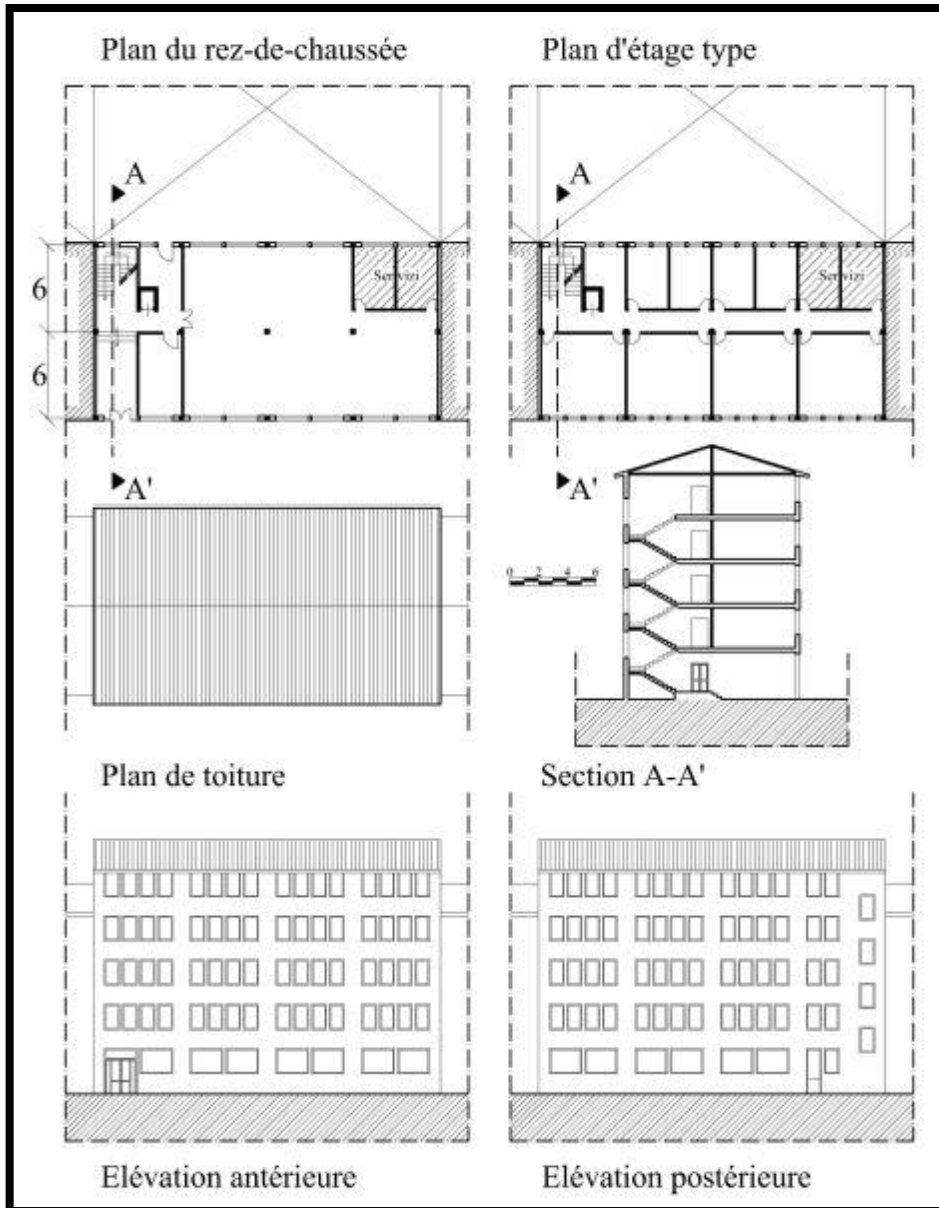 Plan du rez-de-chaussée
Plan d'étage type
A
A
Servizi
Servizi
6
6
A'
A'
0 2 4 6
Plan de toiture
Section A-A'
Elévation antérieure
Elévation postérieure